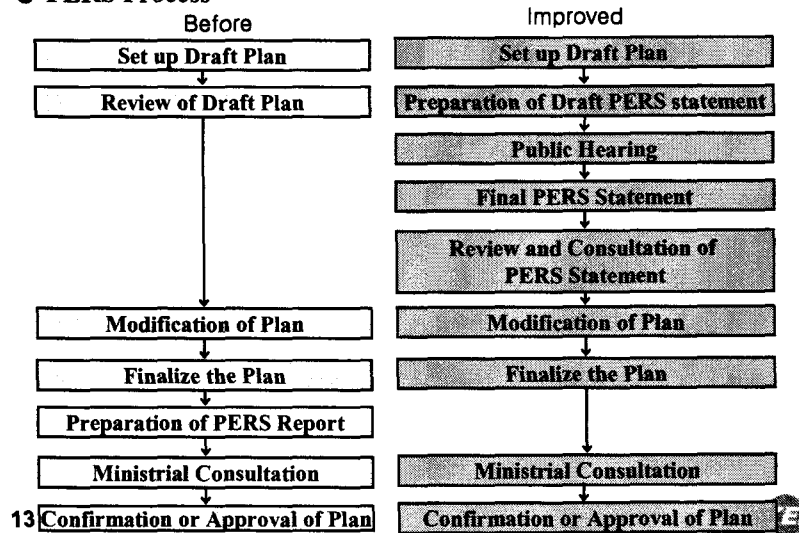 PERS Process
Before
Set up Draft Plan
Review of Draft Plan
Modification of Plan
Finalize the Plan
Preparation of PERS Report
Ministrial Consultation
13 Confirmation or Approval of Plan
Improved
Set up Draft Plan
Preparation of Draft PERS statement
Public Hearing
Final PERS Statement
Review and Consultation of
PERS Statement
Modification of Plan
Finalize the Plan
Ministrial Consultation
Confirmation or Approval of Plan